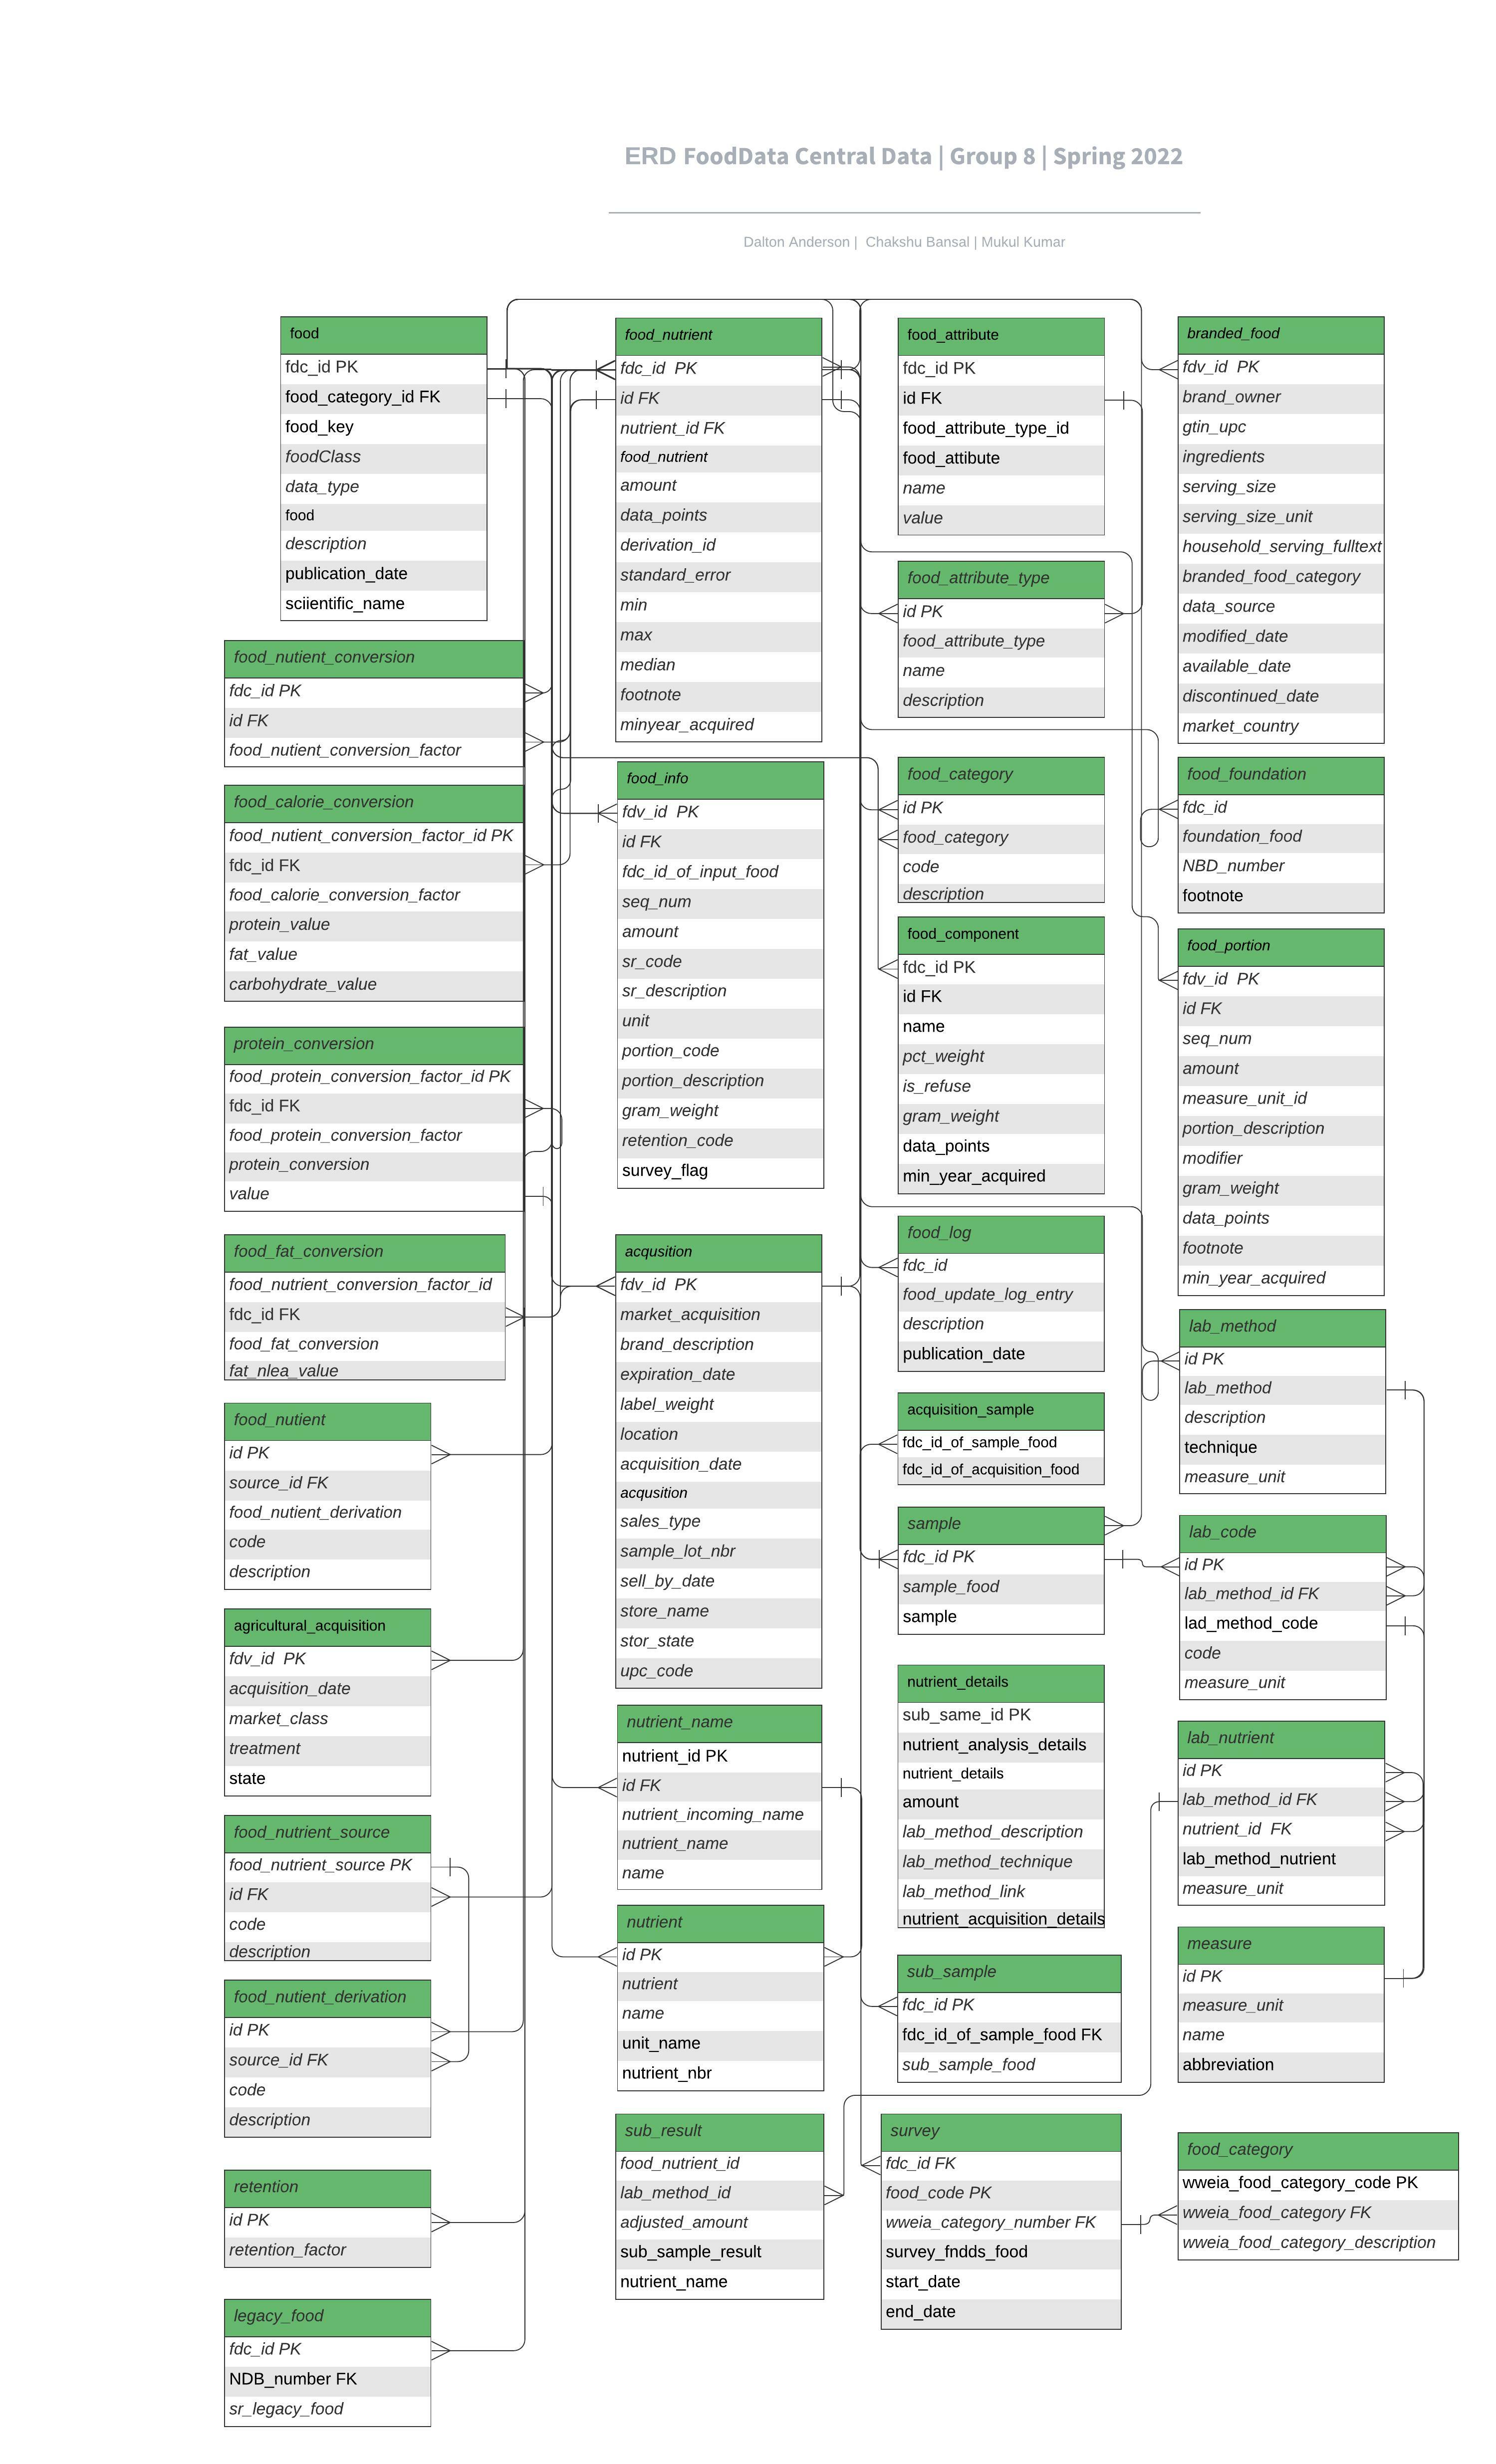 ERD FoodData Central Data | Group 8 | Spring 2022
Dalton Anderson |  Chakshu Bansal | Mukul Kumar
food
fdc_id PK
food_category_id FK
food_key
foodClass
data_type
food
description
publication_date
sciientific_name
food_nutient_conversion
fdc_id PK
id FK
food_nutient_conversion_factor
food_calorie_conversion
food_nutient_conversion_factor_id PK
fdc_id FK
food_calorie_conversion_factor
protein_value
fat_value
carbohydrate_value
protein_conversion
food_protein_conversion_factor_id PK
fdc_id FK
food_protein_conversion_factor
protein_conversion
value
food_fat_conversion
food_nutrient_conversion_factor_id
fdc_id FK
food_fat_conversion
fat_nlea_value
food_nutient
id PK
source_id FK
food_nutient_derivation
code
description
agricultural_acquisition
fdv_id  PK
acquisition_date
market_class
treatment
state
food_nutrient_source
food_nutrient_source PK
id FK
code
description
food_nutient_derivation
id PK
source_id FK
code
description
retention
id PK
retention_factor
legacy_food
fdc_id PK
NDB_number FK
sr_legacy_food
food_nutrient
fdc_id  PK
id FK
nutrient_id FK
food_nutrient
amount
data_points
derivation_id
standard_error
min
max
median
footnote
minyear_acquired
food_info
fdv_id  PK
id FK
fdc_id_of_input_food
seq_num
amount
sr_code
sr_description
unit
portion_code
portion_description
gram_weight
retention_code
survey_flag
acqusition
fdv_id  PK
market_acquisition
brand_description
expiration_date
label_weight
location
acquisition_date
acqusition
sales_type
sample_lot_nbr
sell_by_date
store_name
stor_state
upc_code
nutrient_name
nutrient_id PK
id FK
nutrient_incoming_name
nutrient_name
name
nutrient
id PK
nutrient
name
unit_name
nutrient_nbr
sub_result
food_nutrient_id
lab_method_id
adjusted_amount
sub_sample_result
nutrient_name
food_attribute
fdc_id PK
id FK
food_attribute_type_id
food_attibute
name
value
food_attribute_type
id PK
food_attribute_type
name
description
food_category
id PK
food_category
code
description
food_component
fdc_id PK
id FK
name
pct_weight
is_refuse
gram_weight
data_points
min_year_acquired
food_log
fdc_id
food_update_log_entry
description
publication_date
acquisition_sample
fdc_id_of_sample_food
fdc_id_of_acquisition_food
sample
fdc_id PK
sample_food
sample
nutrient_details
sub_same_id PK
nutrient_analysis_details
nutrient_details
amount
lab_method_description
lab_method_technique
lab_method_link
nutrient_acquisition_details
sub_sample
fdc_id PK
fdc_id_of_sample_food FK
sub_sample_food
survey
fdc_id FK
food_code PK
wweia_category_number FK
survey_fndds_food
start_date
end_date
branded_food
fdv_id  PK
brand_owner
gtin_upc
ingredients
serving_size
serving_size_unit
household_serving_fulltext
branded_food_category
data_source
modified_date
available_date
discontinued_date
market_country
food_foundation
fdc_id
foundation_food
NBD_number
footnote
food_portion
fdv_id  PK
id FK
seq_num
amount
measure_unit_id
portion_description
modifier
gram_weight
data_points
footnote
min_year_acquired
lab_method
id PK
lab_method
description
technique
measure_unit
lab_code
id PK
lab_method_id FK
lad_method_code
code
measure_unit
lab_nutrient
id PK
lab_method_id FK
nutrient_id  FK
lab_method_nutrient
measure_unit
measure
id PK
measure_unit
name
abbreviation
food_category
wweia_food_category_code PK
wweia_food_category FK
wweia_food_category_description